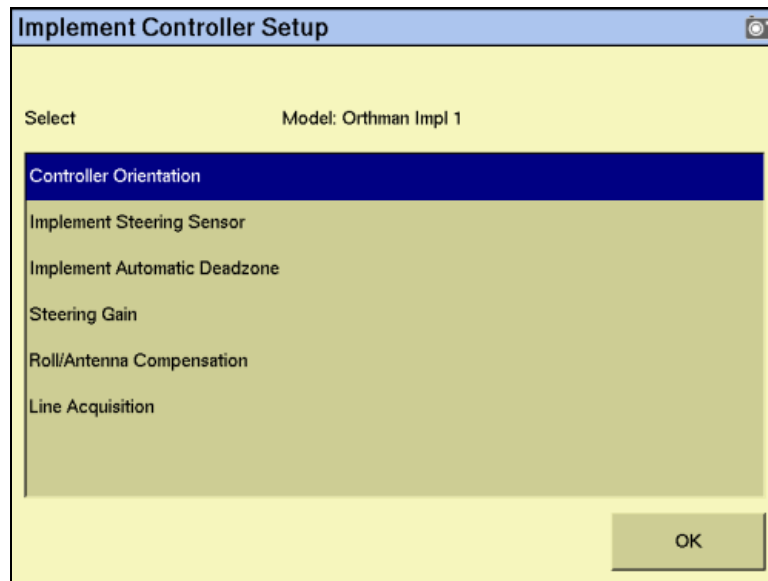 Implement Controller Setup
Select Model: Orthman Impl 1
Controller Orientation
Implement Steering Sensor
Implement Automatic Deadzone
Steering Gain
Roll/Antenna Compensation
Line Acquisition
OK